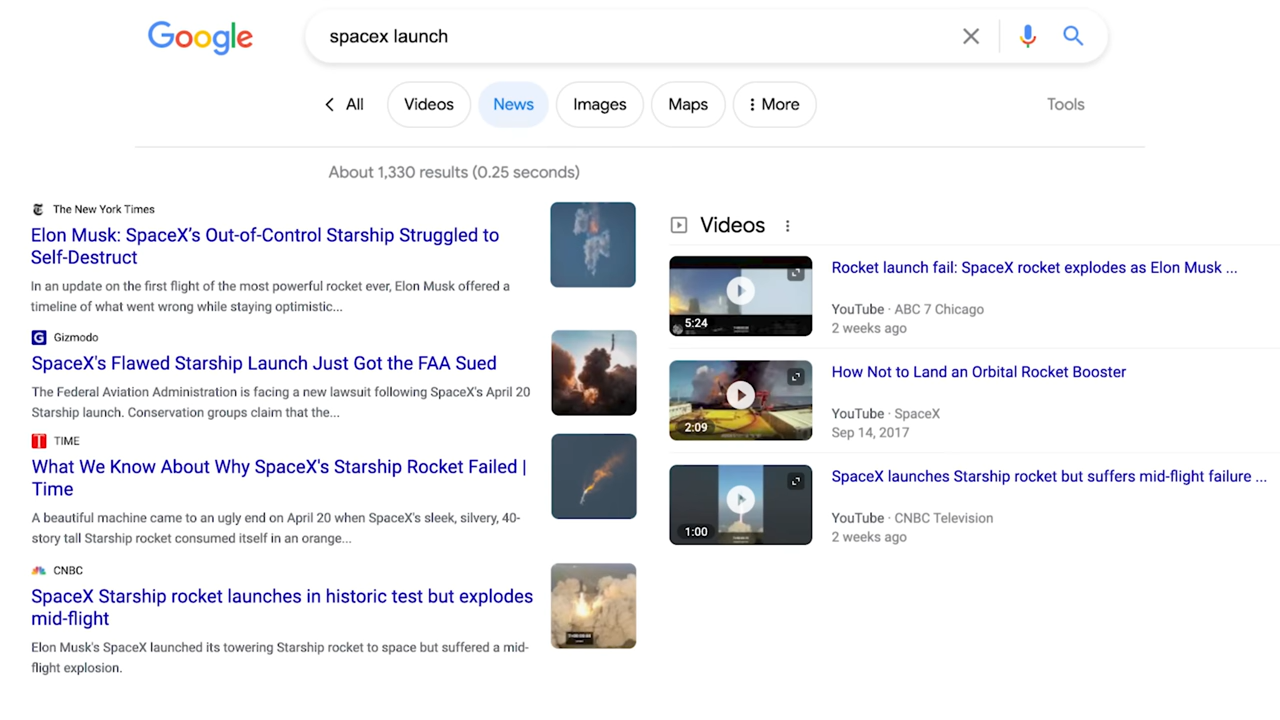 Google
spacex launch
All
Videos
News
Images
Maps
More
Tools
About 1,330 results (0.25 seconds)
The New York Times
Elon Musk: SpaceX's Out-of-Control Starship Struggled to
Self-Destruct
In an update on the first flight of the most powerful rocket ever, Elon Musk offered a
timeline of what went wrong while staying optimistic...
G Gizmodo
SpaceX's Flawed Starship Launch Just Got the FAA Sued
The Federal Aviation Administration is facing a new lawsuit following SpaceX's April 20
Starship launch. Conservation groups claim that the...
T TIME
What We Know About Why SpaceX's Starship Rocket Failed |
Time
A beautiful machine came to an ugly end on April 20 when SpaceX's sleek, silvery, 40-
story tall Starship rocket consumed itself in an orange...
CNBC
SpaceX Starship rocket launches in historic test but explodes
mid-flight
Elon Musk's SpaceX launched its towering Starship rocket to space but suffered a mid-
flight explosion.
Videos
5:24
Rocket launch fail: SpaceX rocket explodes as Elon Musk ...
YouTube · ABC 7 Chicago
2 weeks ago
2:09
How Not to Land an Orbital Rocket Booster
YouTube · SpaceX
Sep 14, 2017
1:00
SpaceX launches Starship rocket but suffers mid-flight failure ...
YouTube · CNBC Television
2 weeks ago